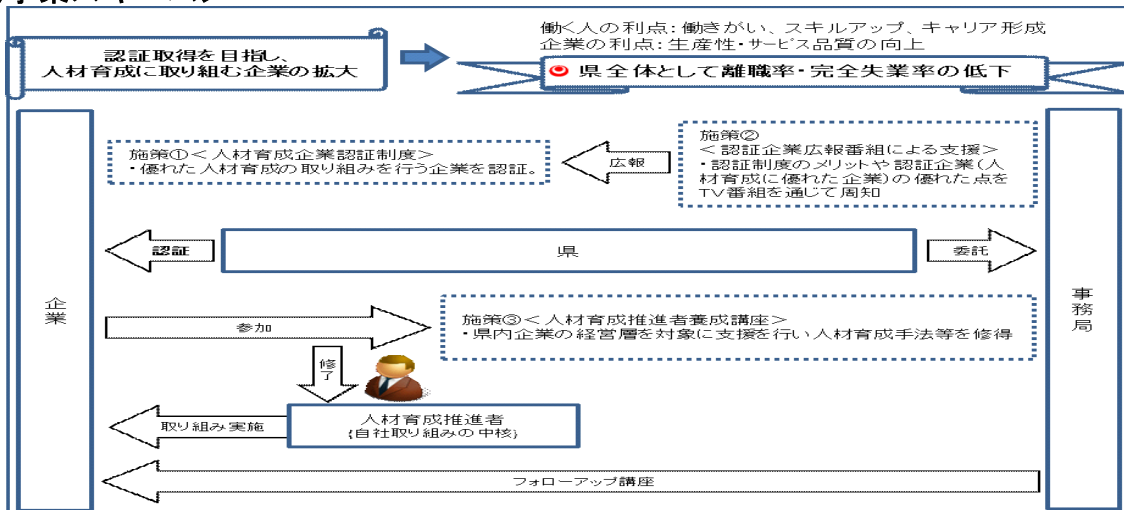 認証取得を目指し、
人材育成に取り組む企業の拡大
働く人の利点：働きがい、スキルアップ、キャリア形成
企業の利点：生産性・サービス品質の向上
県全体として離職率・完全失業率の低下
施策①＜人材育成企業認証制度＞
・優れた人材育成の取り組みを行う企業を認証。
広報
施策②
＜認証企業広報番組による支援＞
・認証制度のメリットや認証企業(人
材育成に優れた企業)の優れた点を
TV番組を通じて周知
認証
県
委託
企業
事務局
参加
施策③＜人材育成推進者養成講座＞
・県内企業の経営層を対象に支援を行い人材育成手法等を修得
修了
取り組み実施
人材育成推進者
{自社取り組みの中核}
フォローアップ講座